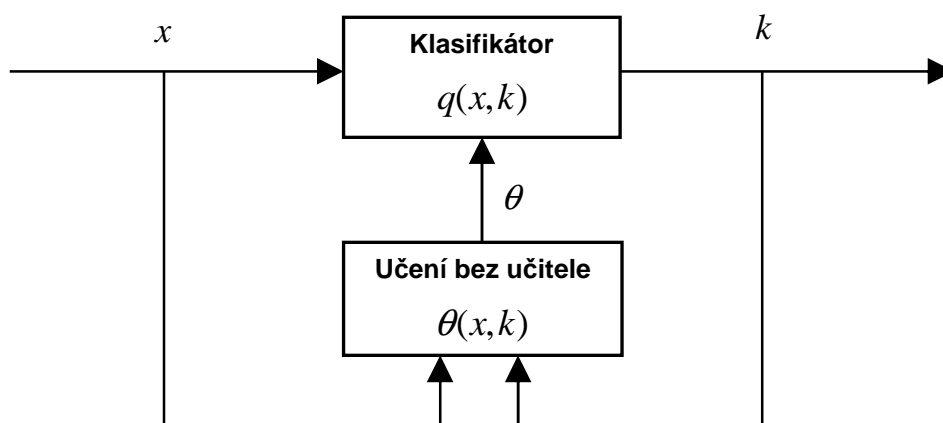 x
Klasifikátor
k
q(x,k)
θ
Učení bez učitele
θ(x,k)